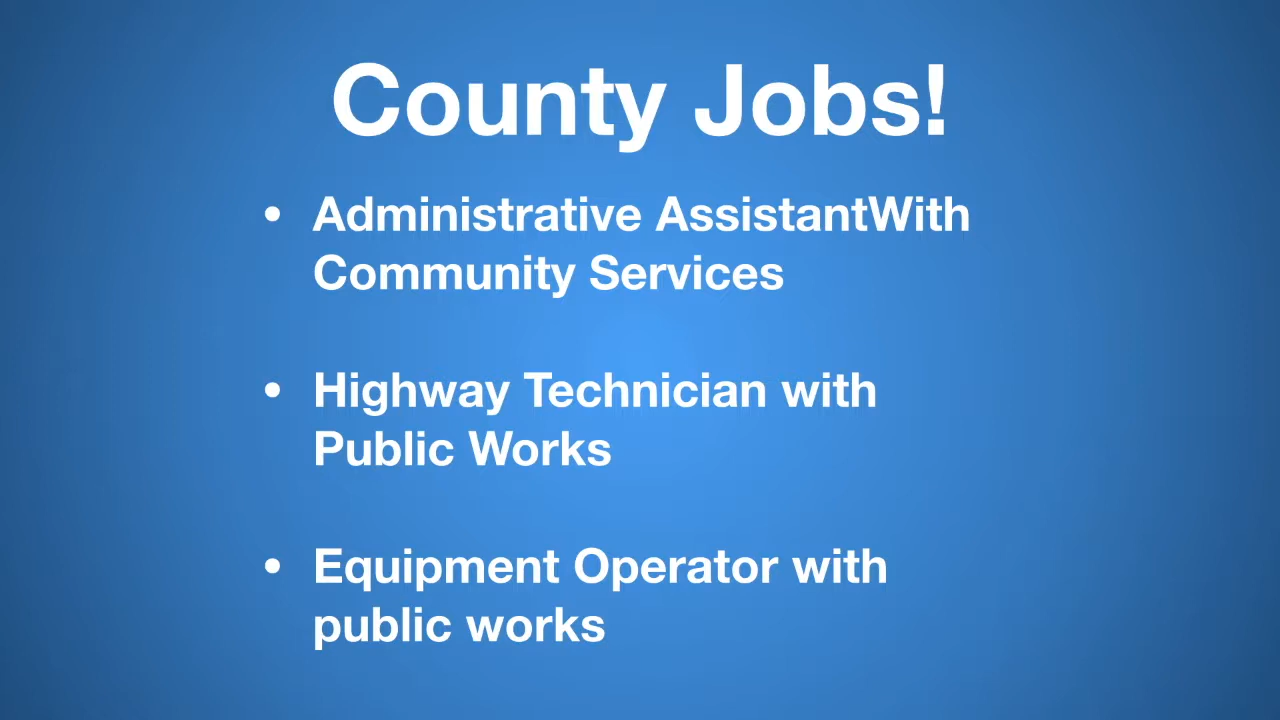 County Jobs!
• Administrative AssistantWith
Community Services
• Highway Technician with
Public Works
• Equipment Operator with
public works